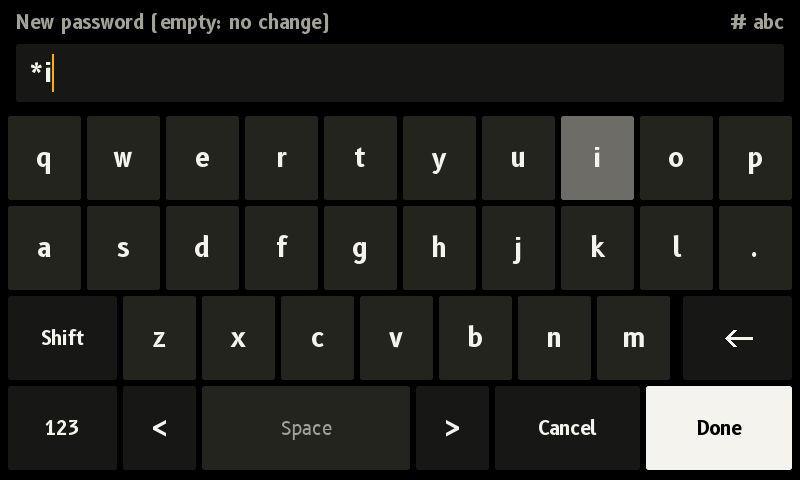 New password (empty: no change) # abc
*i
q w e r t y u i o p
a s d f g h j k l .
Shift z x c v b n m ←
123 < Space > Cancel Done